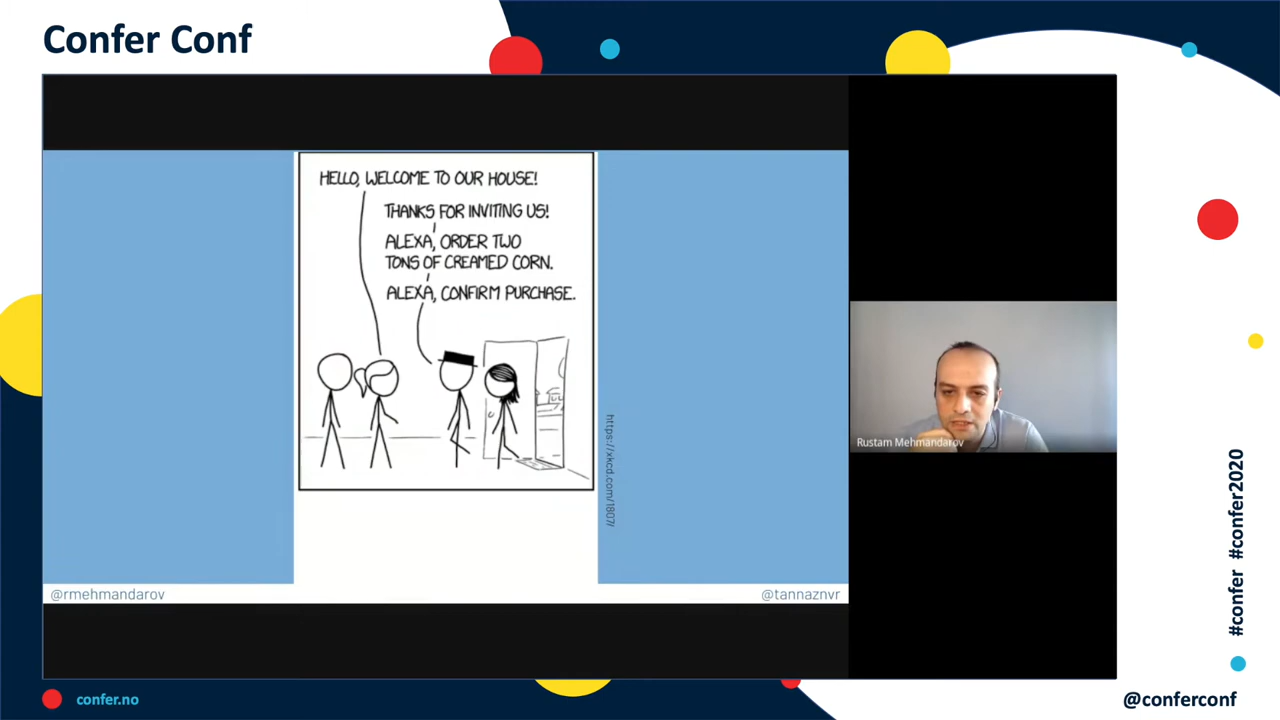 Confer Conf
HELLO, WELCOME TO OUR HOUSE!
THANKS FOR INVITING US!
ALEXA, ORDER TWO
TONS OF CREAMED CORN.
ALEXA, CONFIRM PURCHASE.
https://xkcd.com/1807/
@rmehmandarov
@tannaznvr
Rustam Mehmandarov
#confer #confer2020
confer.no
@conferconf